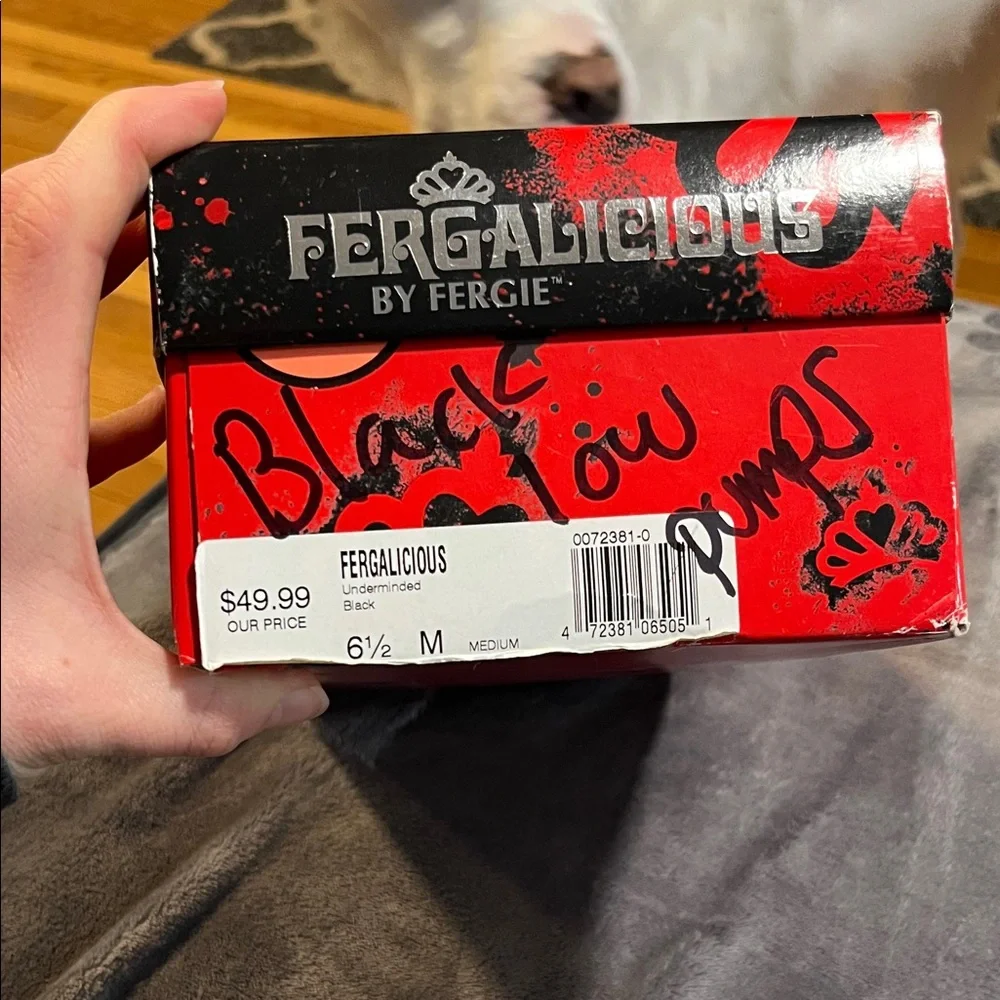 FERGALICIOUS
BY FERGIE™
Black low pumps
FERGALICIOUS
Underminded
Black
$49.99
OUR PRICE
6½ M MEDIUM
0072381-0
4 72381 06505 1